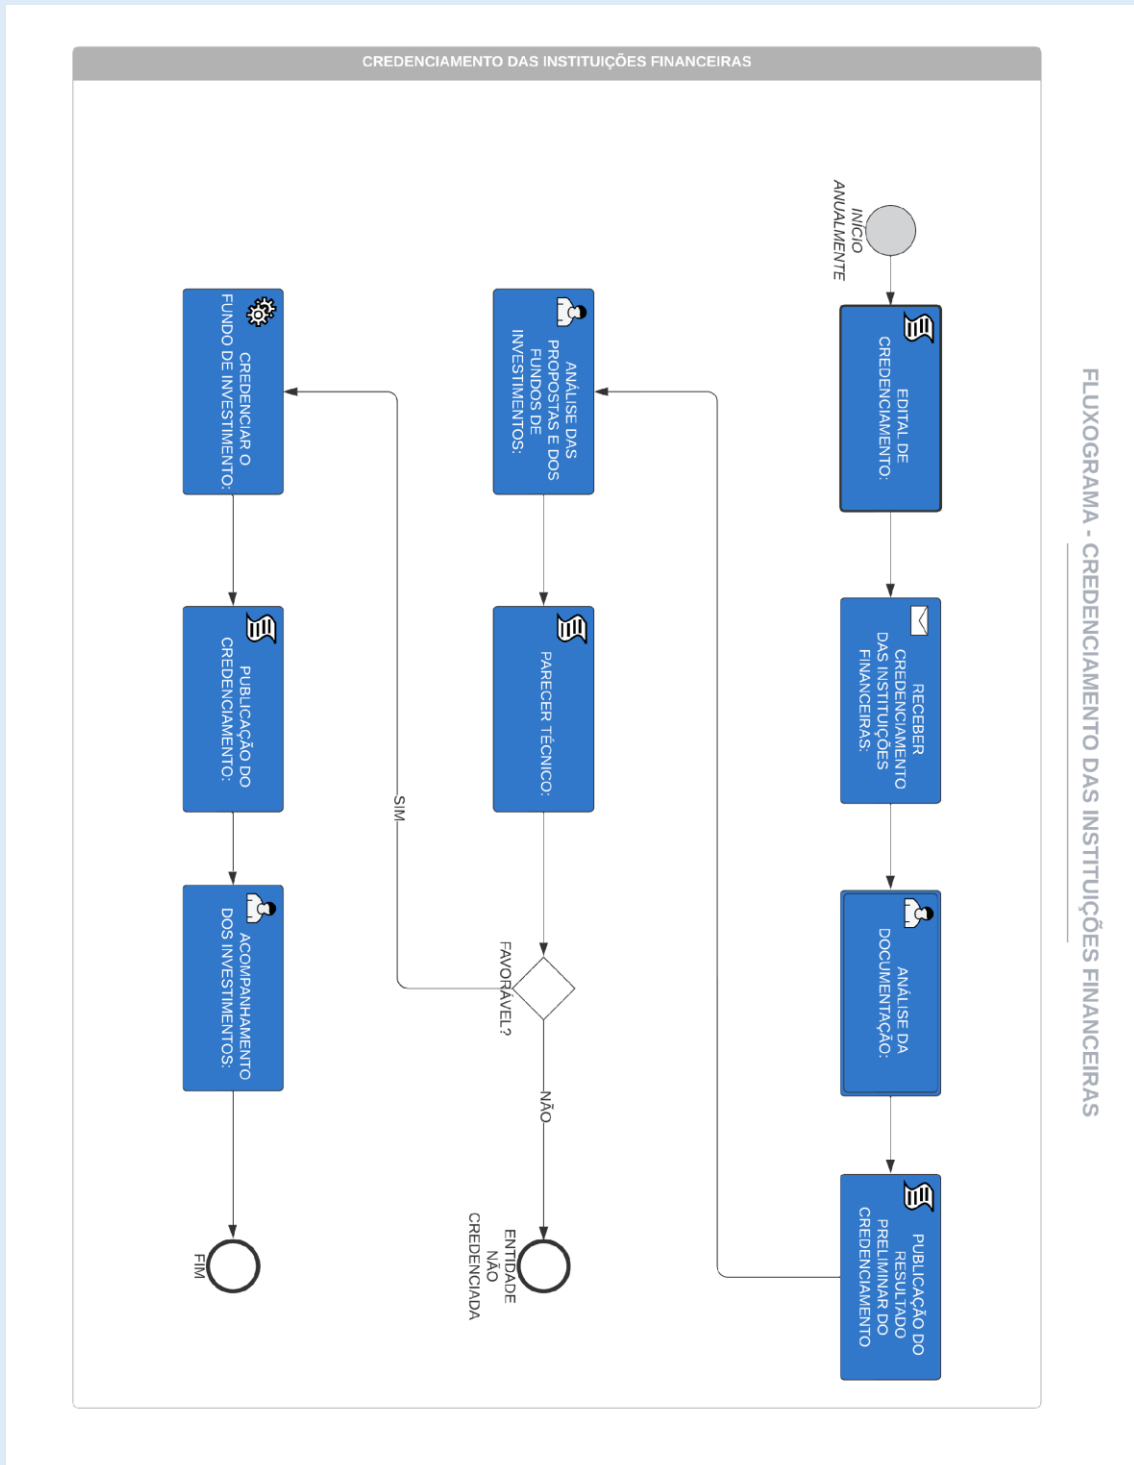 CREDENCIAMENTO DAS INSTITUIÇÕES FINANCEIRAS
FLUXOGRAMA - CREDENCIAMENTO DAS INSTITUIÇÕES FINANCEIRAS
INÍCIO
ANUALMENTE
EDITAL DE
CREDENCIAMENTO:
RECEBER
CREDENCIAMENTO
DAS INSTITUIÇÕES
FINANCEIRAS:
ANÁLISE DA
DOCUMENTAÇÃO:
PUBLICAÇÃO DO
RESULTADO
PRELIMINAR DO
CREDENCIAMENTO
ANÁLISE DAS
PROPOSTAS E DOS
FUNDOS DE
INVESTIMENTOS:
PARECER TÉCNICO:
FAVORÁVEL?
NÃO
ENTIDADE
NÃO
CREDENCIADA
SIM
CREDENCIAR O
FUNDO DE INVESTIMENTO:
PUBLICAÇÃO DO
CREDENCIAMENTO:
ACOMPANHAMENTO
DOS INVESTIMENTOS:
FIM